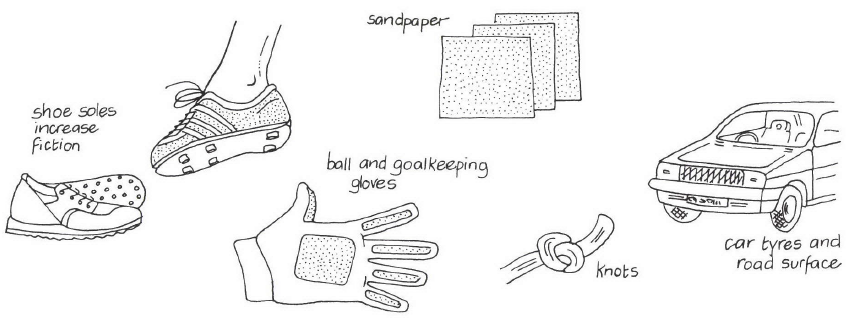 sandpaper
shoe soles
increase
fiction
ball and goalkeeping
gloves
knots
car tyres and
road surface